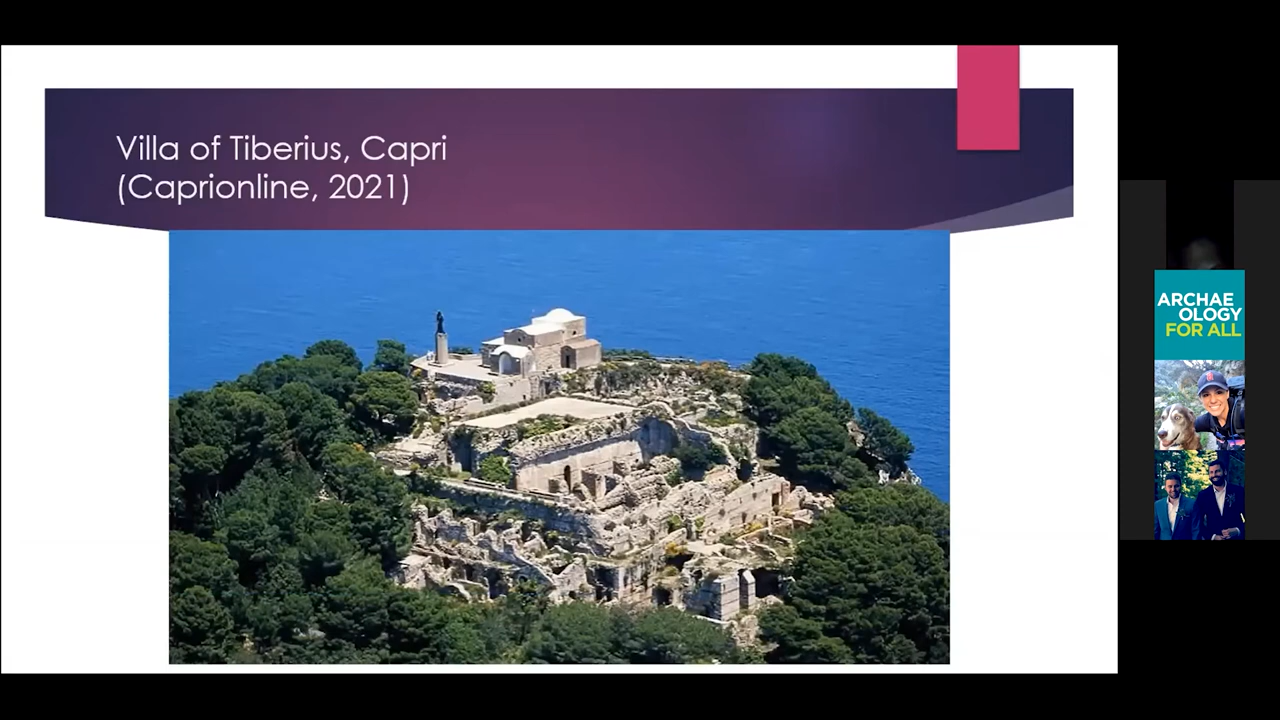 Villa of Tiberius, Capri
(Caprionline, 2021)
ARCHAE
OLOGY
FOR ALL